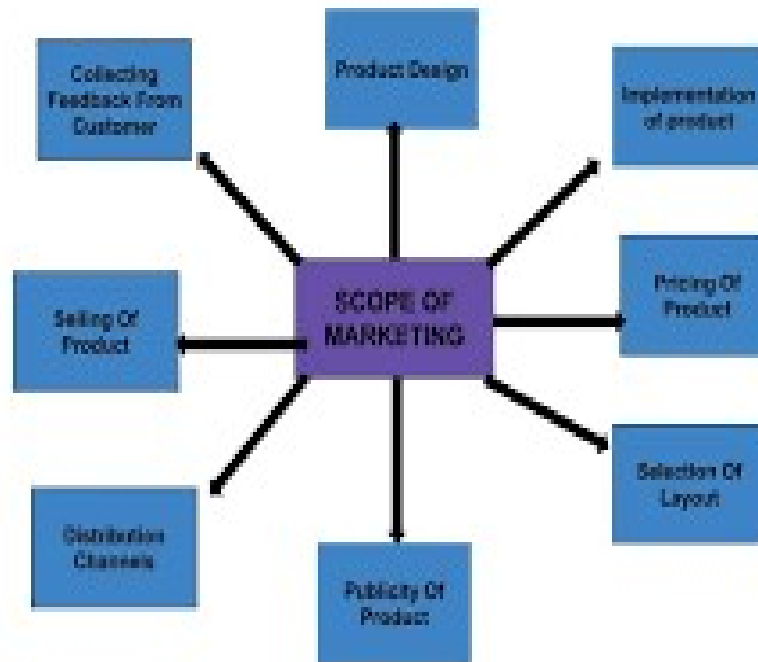 Collecting
Feedback From
Customer
Product Design
Implementation
of product
SCOPE OF
MARKETING
Pricing Of
Product
Selling Of
Product
Selection Of
Layout
Distribution
Channels
Publicity Of
Product